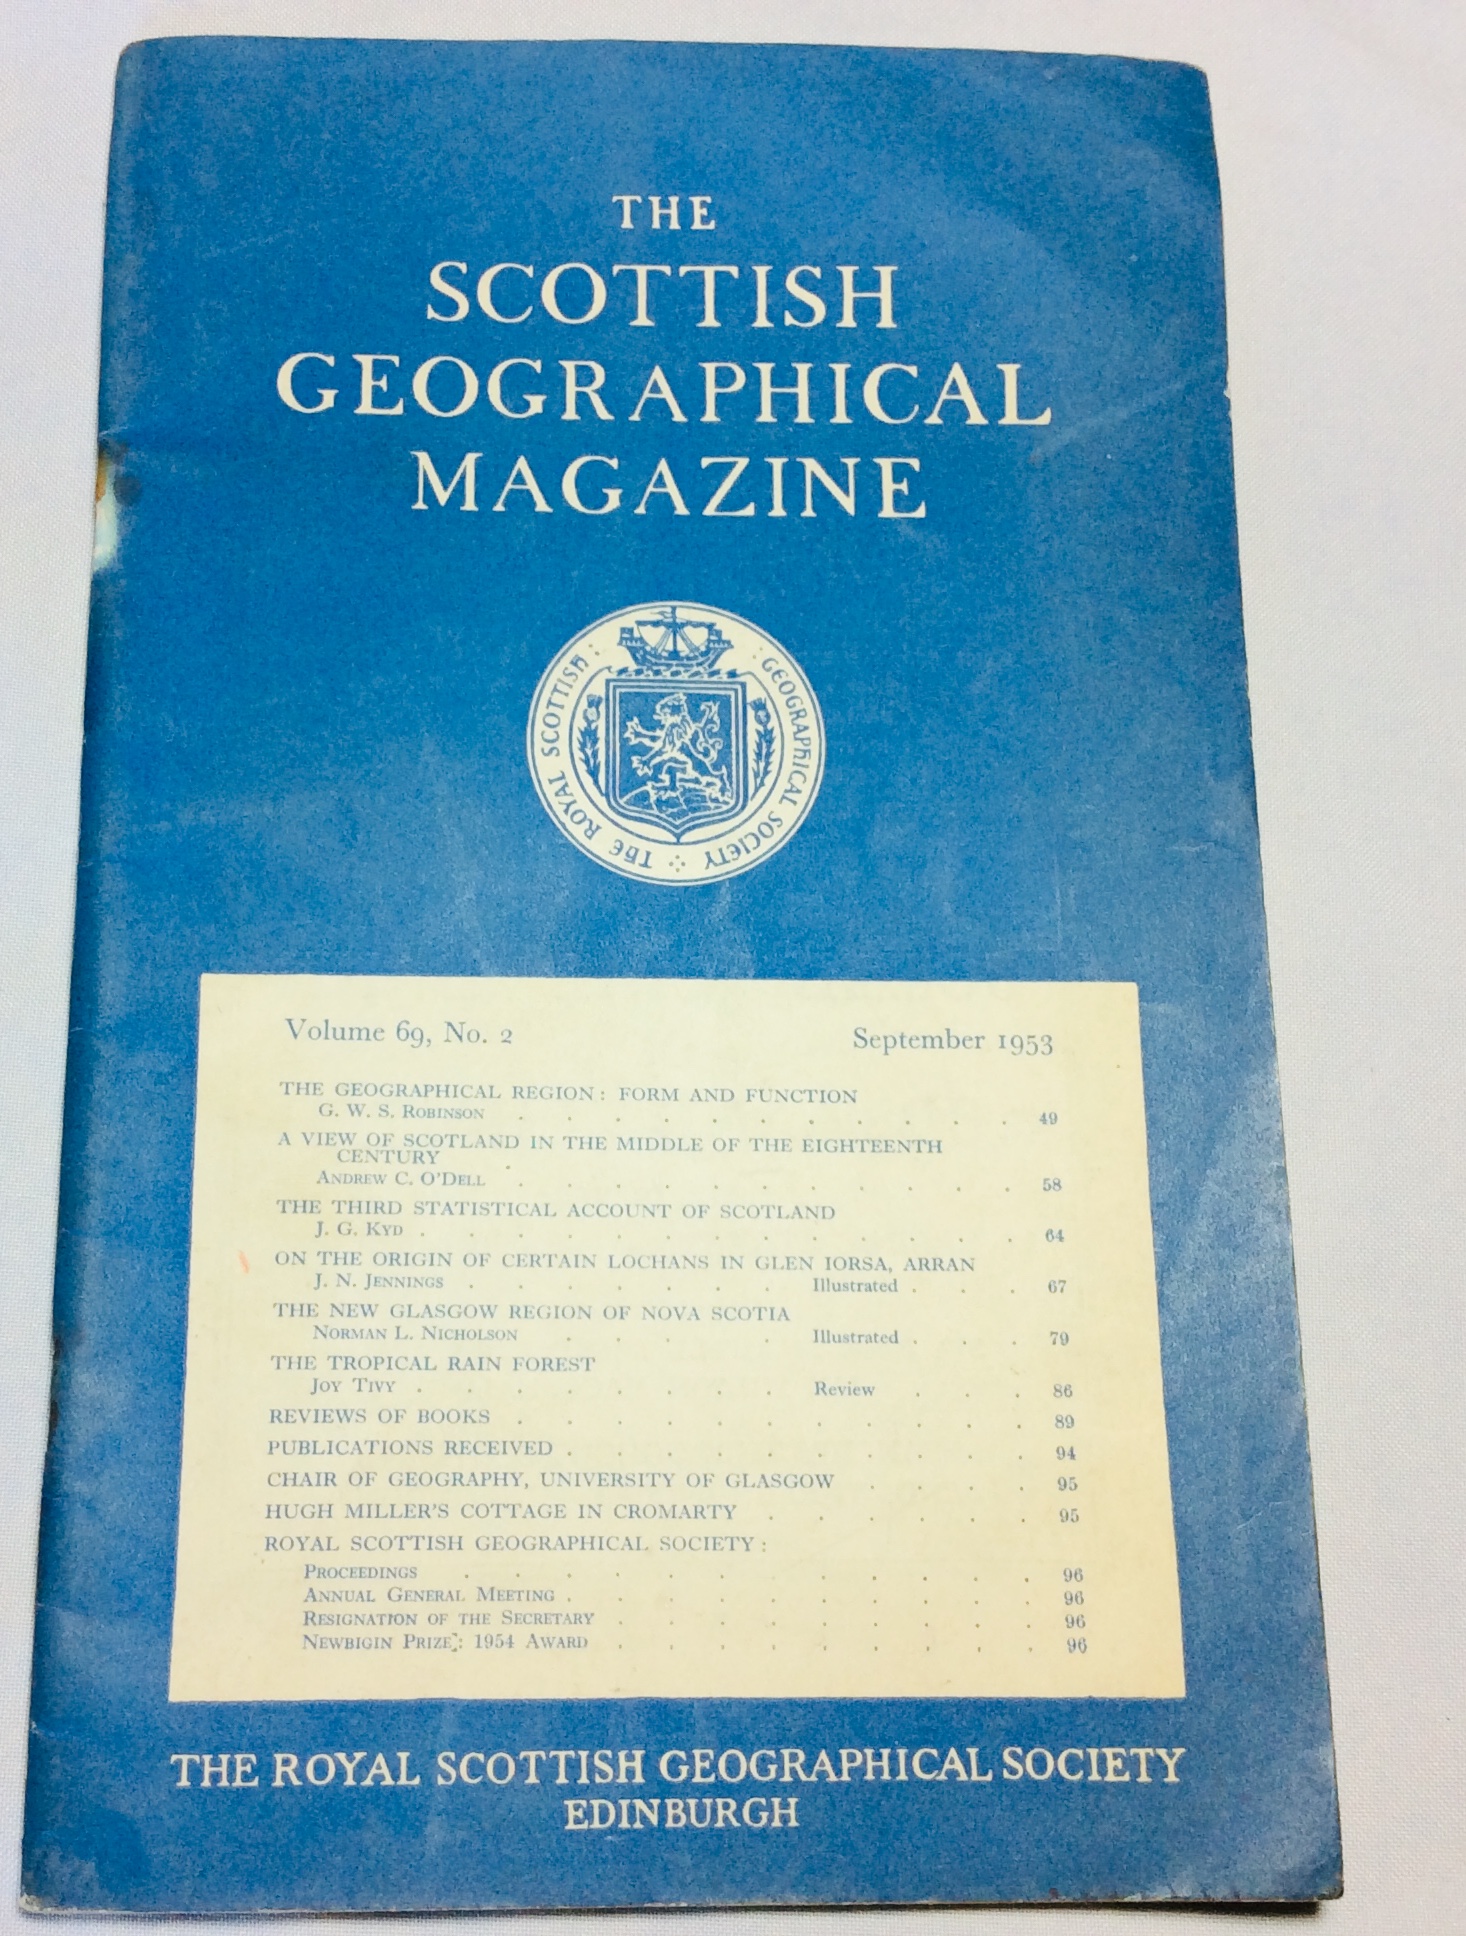 THE
SCOTTISH
GEOGRAPHICAL
MAGAZINE
THE ROYAL SCOTTISH : : GEOGRAPHICAL SOCIETY
Volume 69, No. 2 September 1953
THE GEOGRAPHICAL REGION: FORM AND FUNCTION
G. W. S. ROBINSON . . . . . . . . . . . 49
A VIEW OF SCOTLAND IN THE MIDDLE OF THE EIGHTEENTH
CENTURY
ANDREW C. O'DELL . . . . . . . . . . . 58
THE THIRD STATISTICAL ACCOUNT OF SCOTLAND
J. G. KYD . . . . . . . . . . . . . 64
ON THE ORIGIN OF CERTAIN LOCHANS IN GLEN IORSA, ARRAN
J. N. JENNINGS . . . . . . . Illustrated . . . 67
THE NEW GLASGOW REGION OF NOVA SCOTIA
NORMAN L. NICHOLSON . . . . . Illustrated . . . 79
THE TROPICAL RAIN FOREST
JOY TIVY . . . . . . . . Review . . . 86
REVIEWS OF BOOKS . . . . . . . . . . . 89
PUBLICATIONS RECEIVED . . . . . . . . . . 94
CHAIR OF GEOGRAPHY, UNIVERSITY OF GLASGOW . . . . 95
HUGH MILLER'S COTTAGE IN CROMARTY . . . . . . 95
ROYAL SCOTTISH GEOGRAPHICAL SOCIETY:
PROCEEDINGS . . . . . . . . . . . 96
ANNUAL GENERAL MEETING . . . . . . . . . . 96
RESIGNATION OF THE SECRETARY . . . . . . . . . 96
NEWBIGIN PRIZE: 1954 AWARD . . . . . . . . . 96
THE ROYAL SCOTTISH GEOGRAPHICAL SOCIETY
EDINBURGH